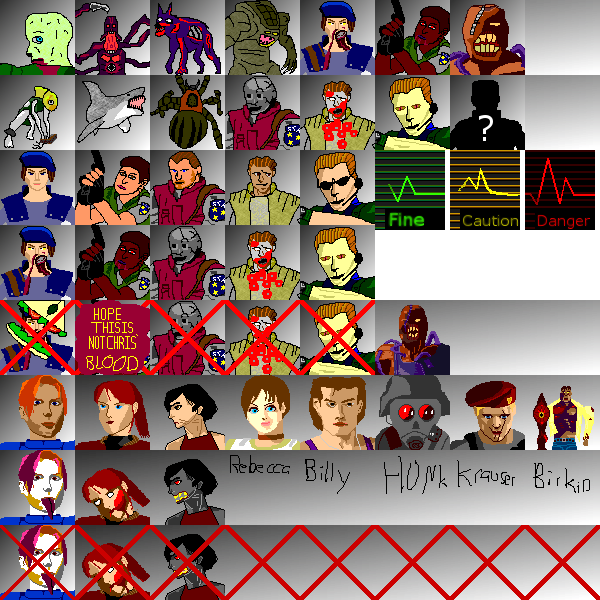 ?
Fine
Caution
Danger
HOPE
THIS IS
NOT CHRIS
BLOOD
Rebecca
Billy
HUNk
Krauser
Birkin